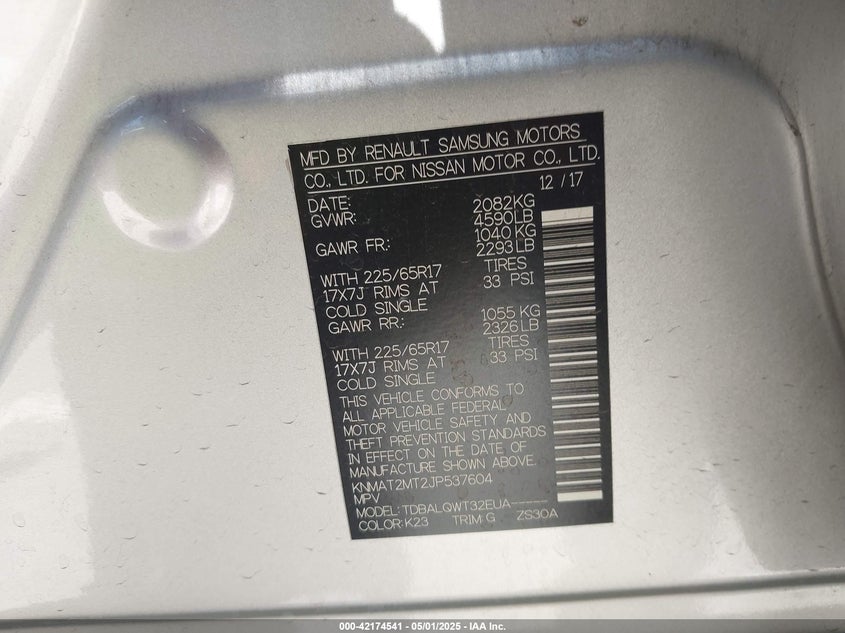 MFD BY RENAULT SAMSUNG MOTORS
CO., LTD. FOR NISSAN MOTOR CO., LTD.
DATE: 12 / 17
GVWR: 2082KG
4590LB
GAWR FR: 1040 KG
2293LB
WITH 225/65R17 TIRES
17X7J RIMS AT 33 PSI
COLD SINGLE
GAWR RR: 1055 KG
2326LB
WITH 225/65R17 TIRES
17X7J RIMS AT 33 PSI
COLD SINGLE
THIS VEHICLE CONFORMS TO
ALL APPLICABLE FEDERAL
MOTOR VEHICLE SAFETY AND
THEFT PREVENTION STANDARDS
IN EFFECT ON THE DATE OF
MANUFACTURE SHOWN ABOVE.
KNMAT2MT2JP537604
MPV
MODEL: TDBALQWT32EUA-----
COLOR: K23 TRIM: G ZS30A
000-42174541 | 05/01/2025 | IAA Inc.